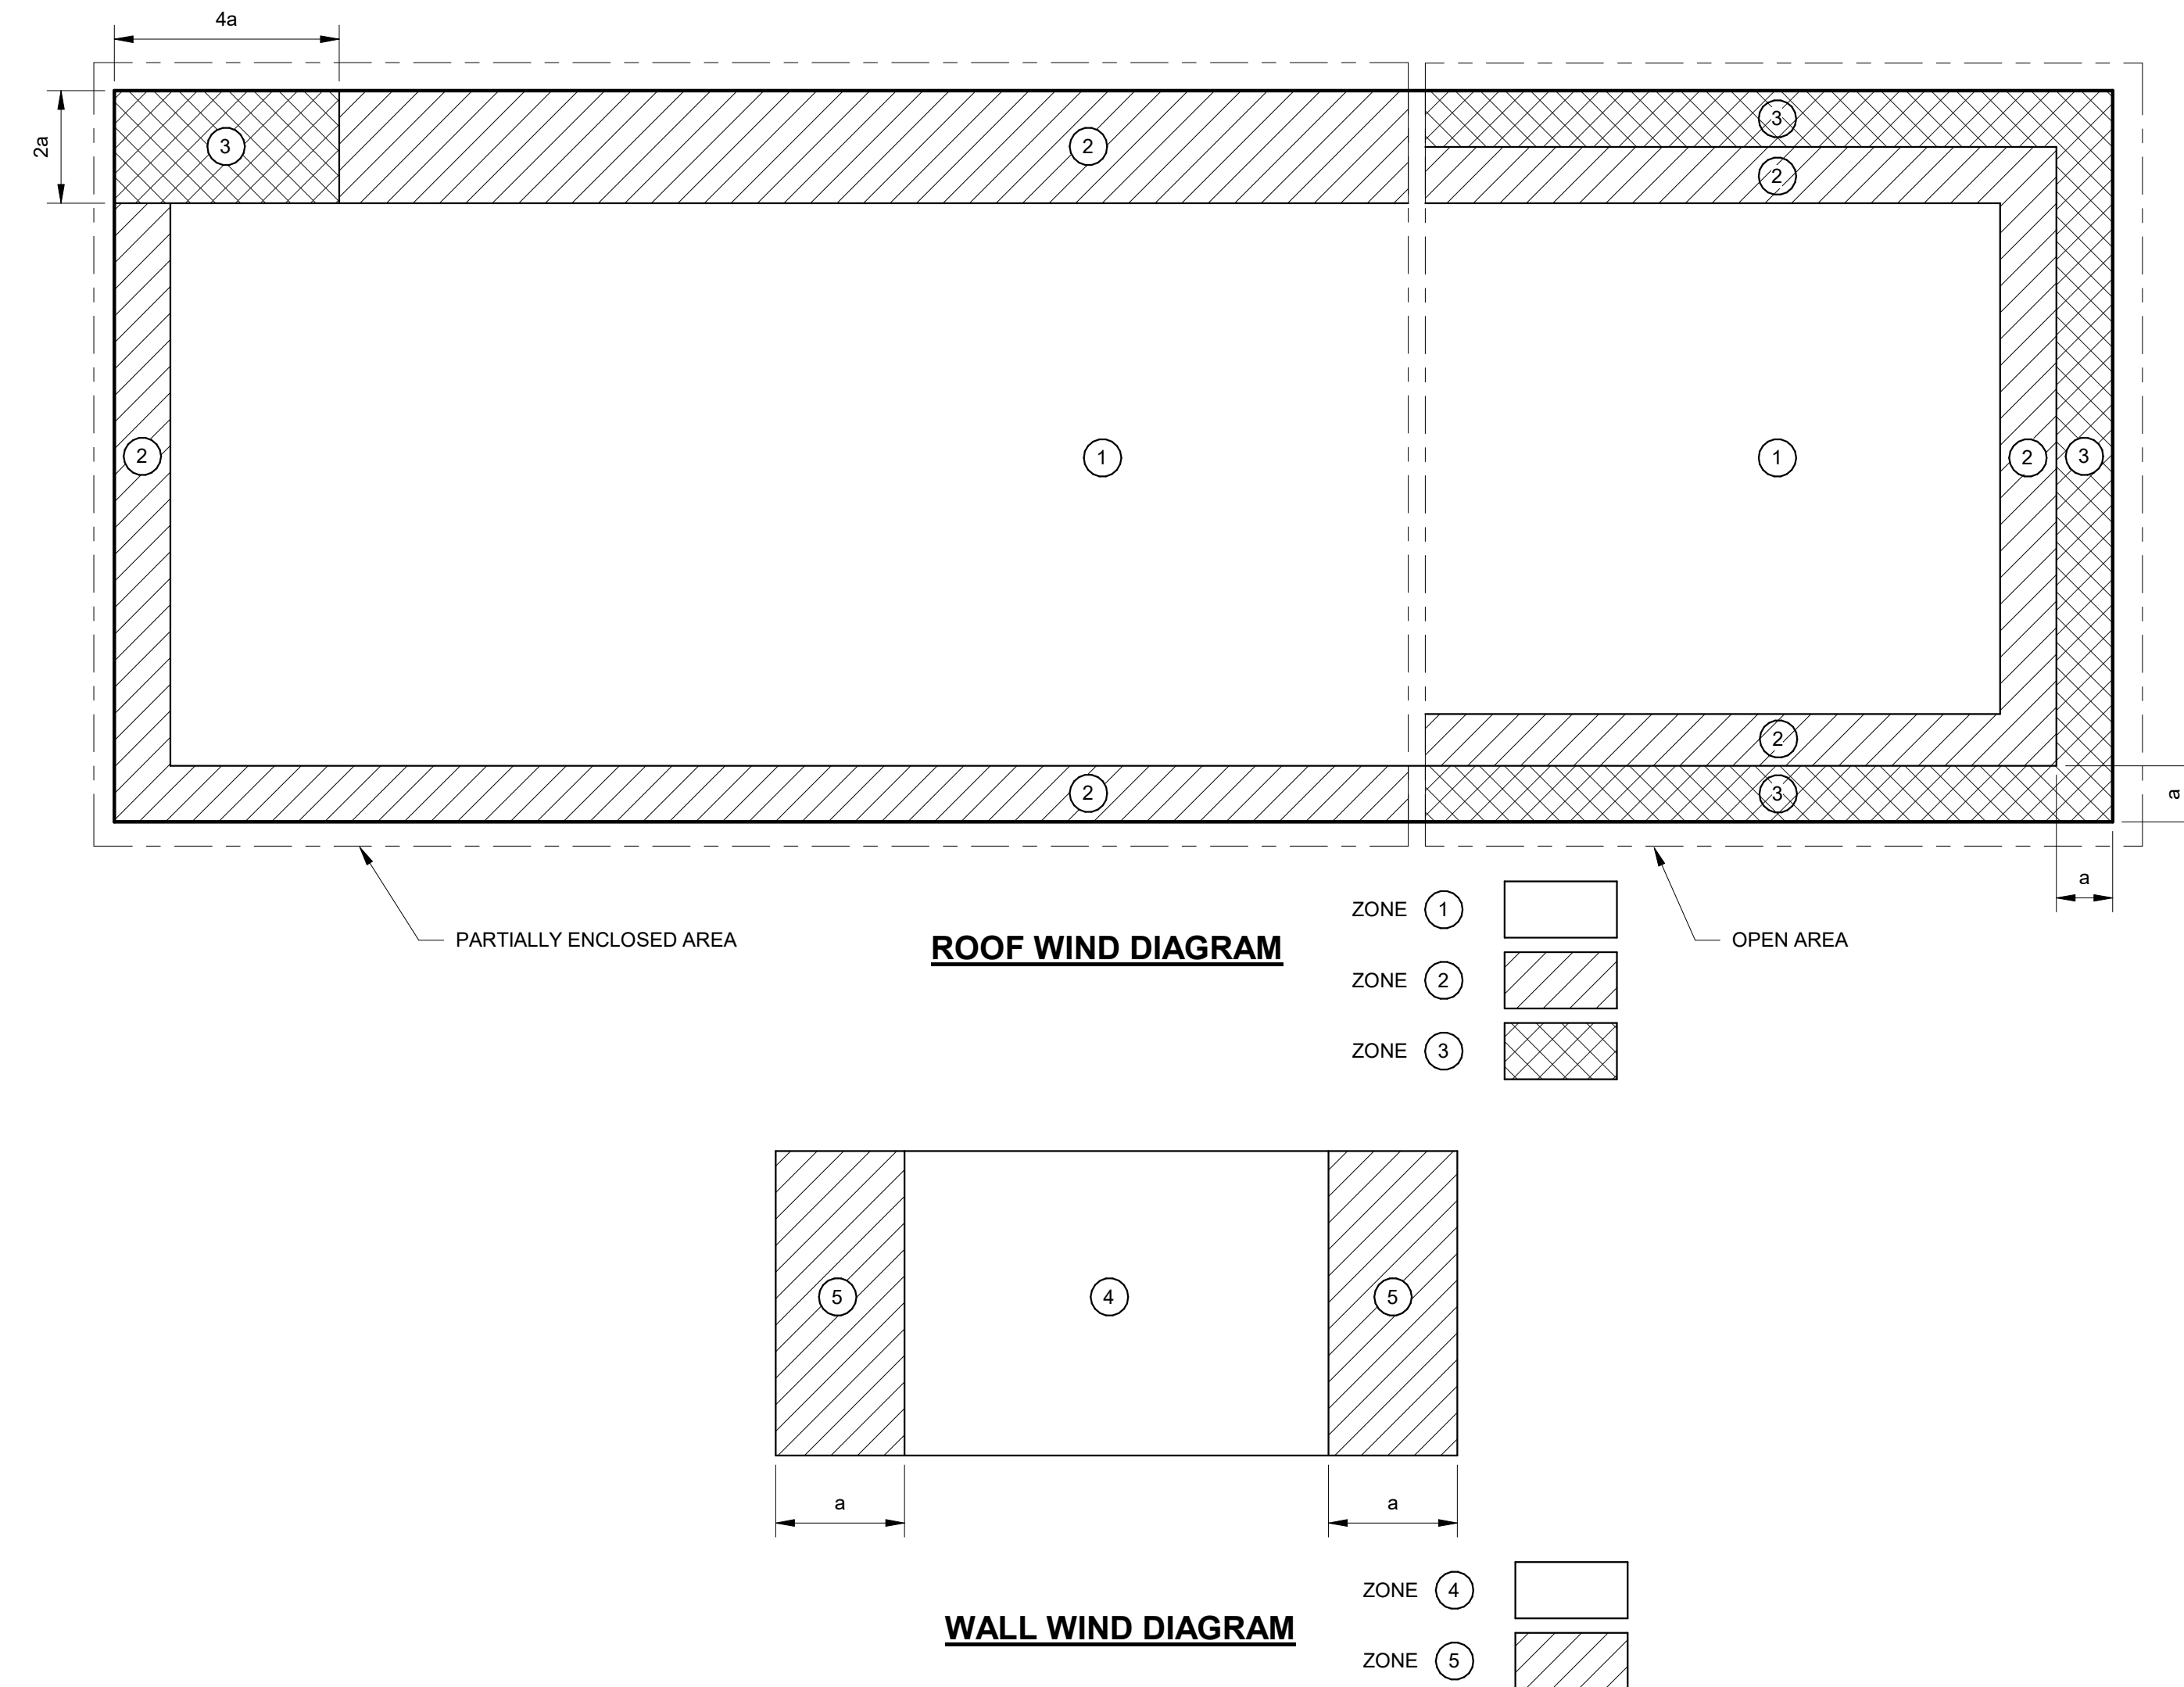 4a
2a
3
2
3
2
2
1
1
2
3
2
2
3
a
a
PARTIALLY ENCLOSED AREA
ROOF WIND DIAGRAM
OPEN AREA
ZONE 1
ZONE 2
ZONE 3
5
4
5
a
a
WALL WIND DIAGRAM
ZONE 4
ZONE 5